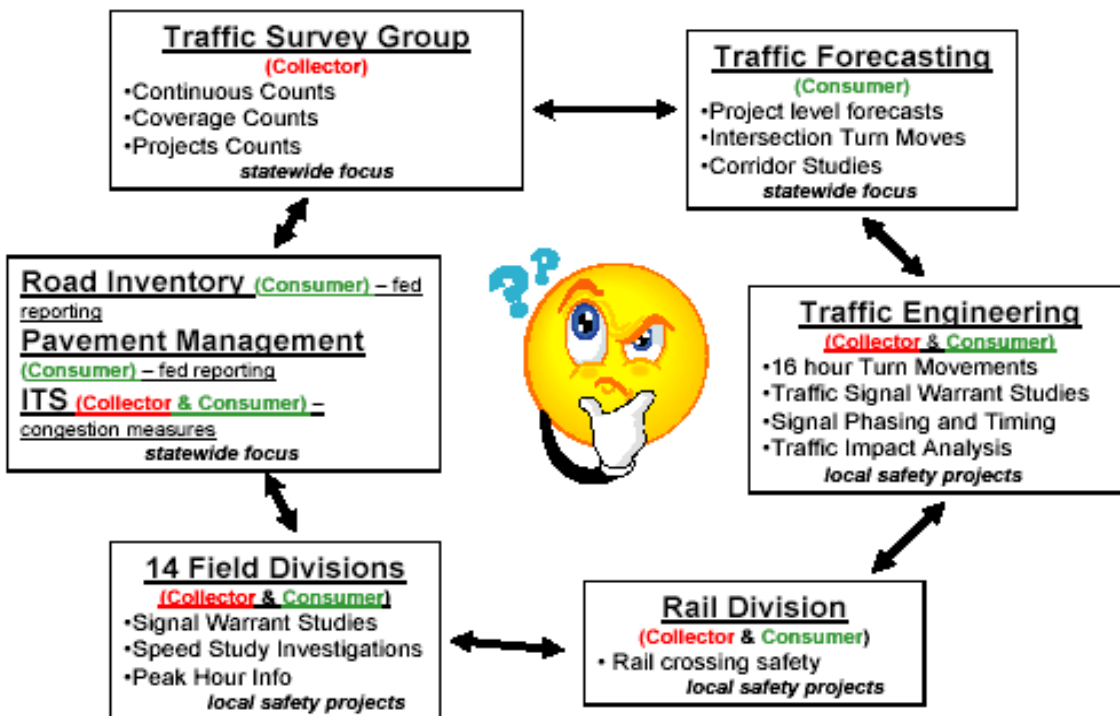 Traffic Survey Group
(Collector)
•Continuous Counts
•Coverage Counts
•Projects Counts
statewide focus
Traffic Forecasting
(Consumer)
•Project level forecasts
•Intersection Turn Moves
•Corridor Studies
statewide focus
Road Inventory (Consumer) – fed
reporting
Pavement Management
(Consumer) – fed reporting
ITS (Collector & Consumer) –
congestion measures
statewide focus
??
Traffic Engineering
(Collector & Consumer)
•16 hour Turn Movements
•Traffic Signal Warrant Studies
•Signal Phasing and Timing
•Traffic Impact Analysis
local safety projects
14 Field Divisions
(Collector & Consumer)
•Signal Warrant Studies
•Speed Study Investigations
•Peak Hour Info
local safety projects
Rail Division
(Collector & Consumer)
• Rail crossing safety
local safety projects